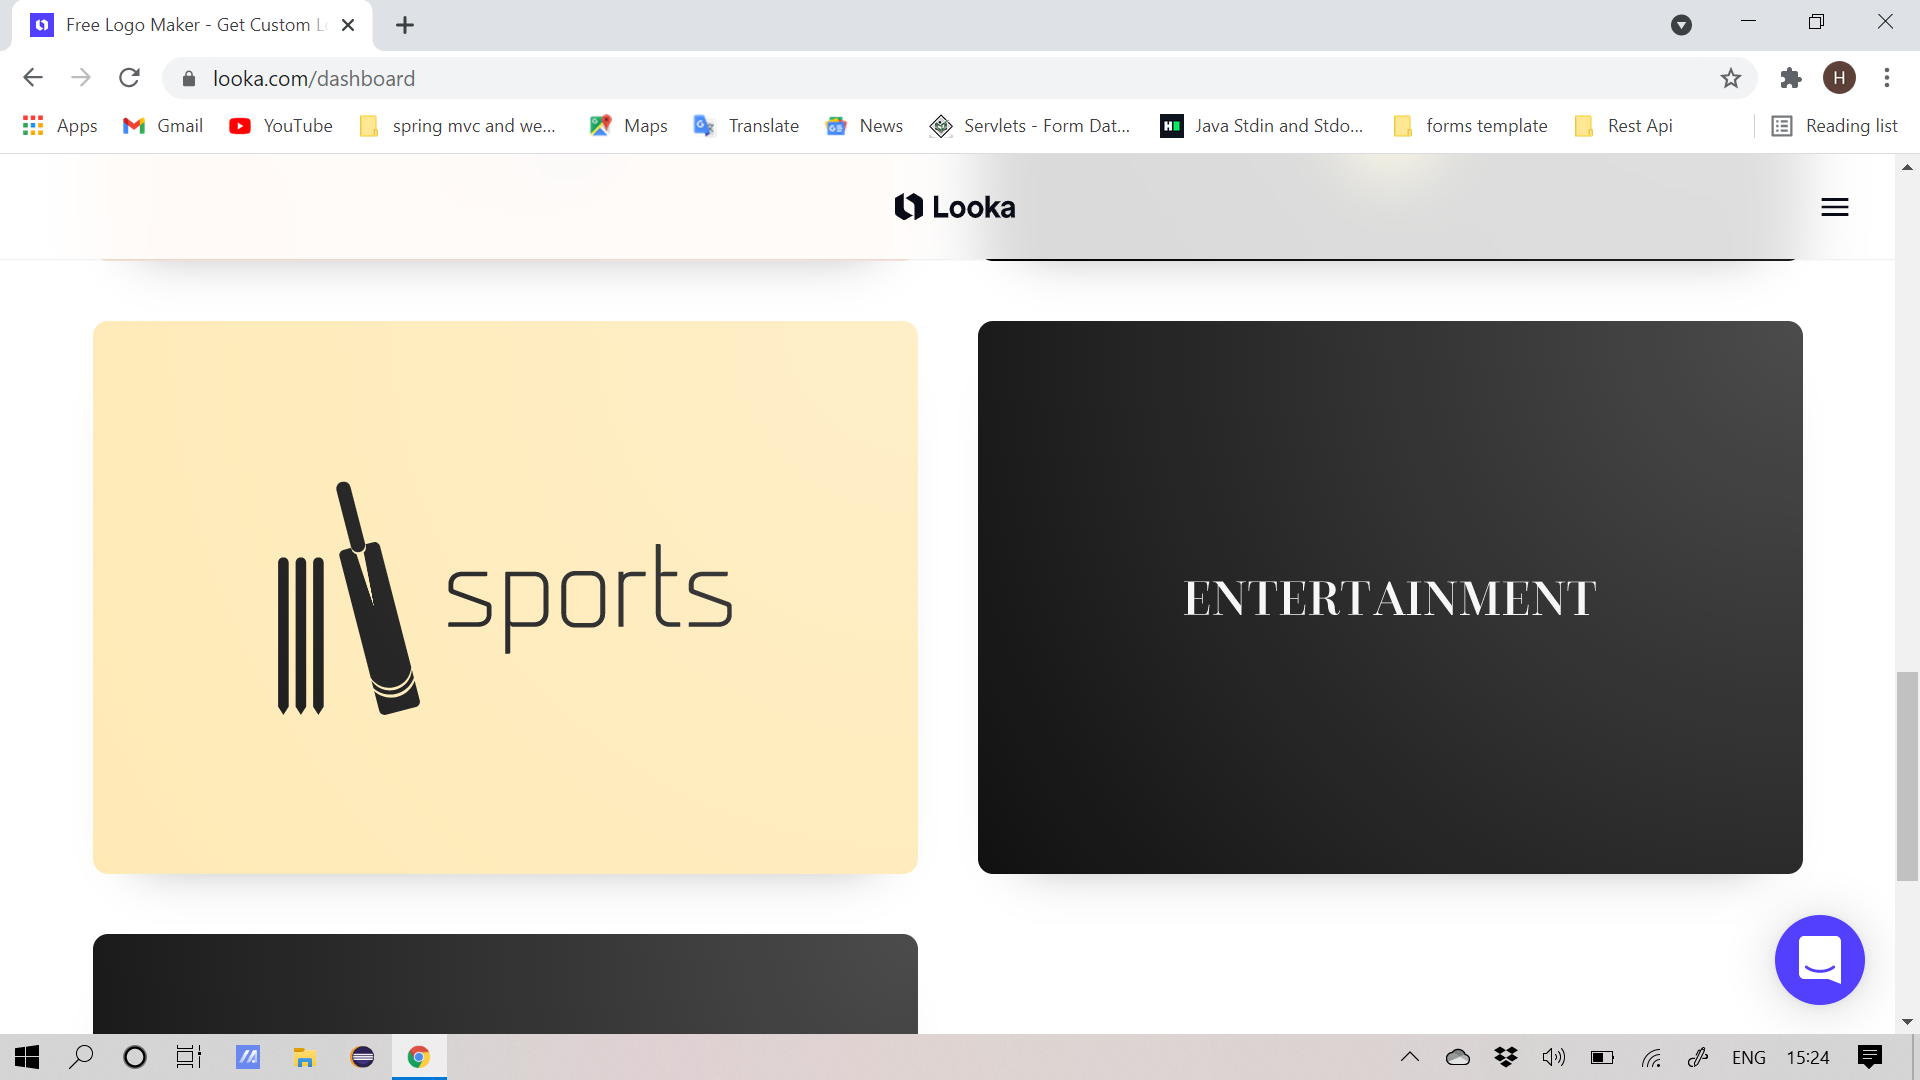 Free Logo Maker - Get Custom Lo
looka.com/dashboard
H
Apps
Gmail
YouTube
spring mvc and we...
Maps
Translate
News
Servlets - Form Dat...
Java Stdin and Stdo...
forms template
Rest Api
Reading list
Looka
sports
ENTERTAINMENT
ENG
15:24